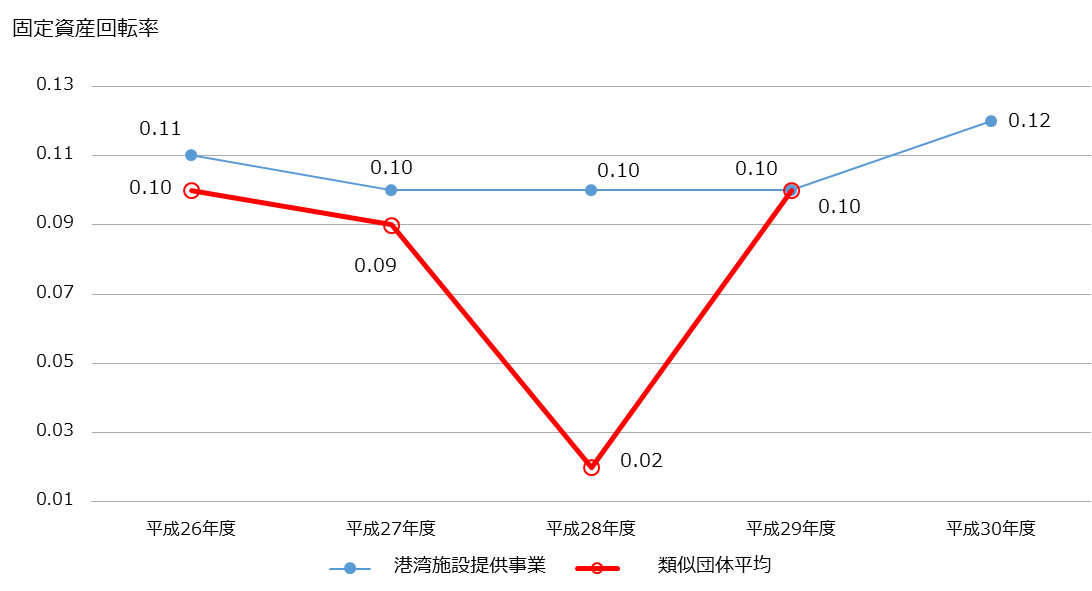 固定資産回転率
0.13
0.11
0.09
0.07
0.05
0.03
0.01
0.11
0.10
0.10
0.10
0.12
0.10
0.09
0.02
0.10
平成26年度
平成27年度
平成28年度
平成29年度
平成30年度
港湾施設提供事業
類似団体平均